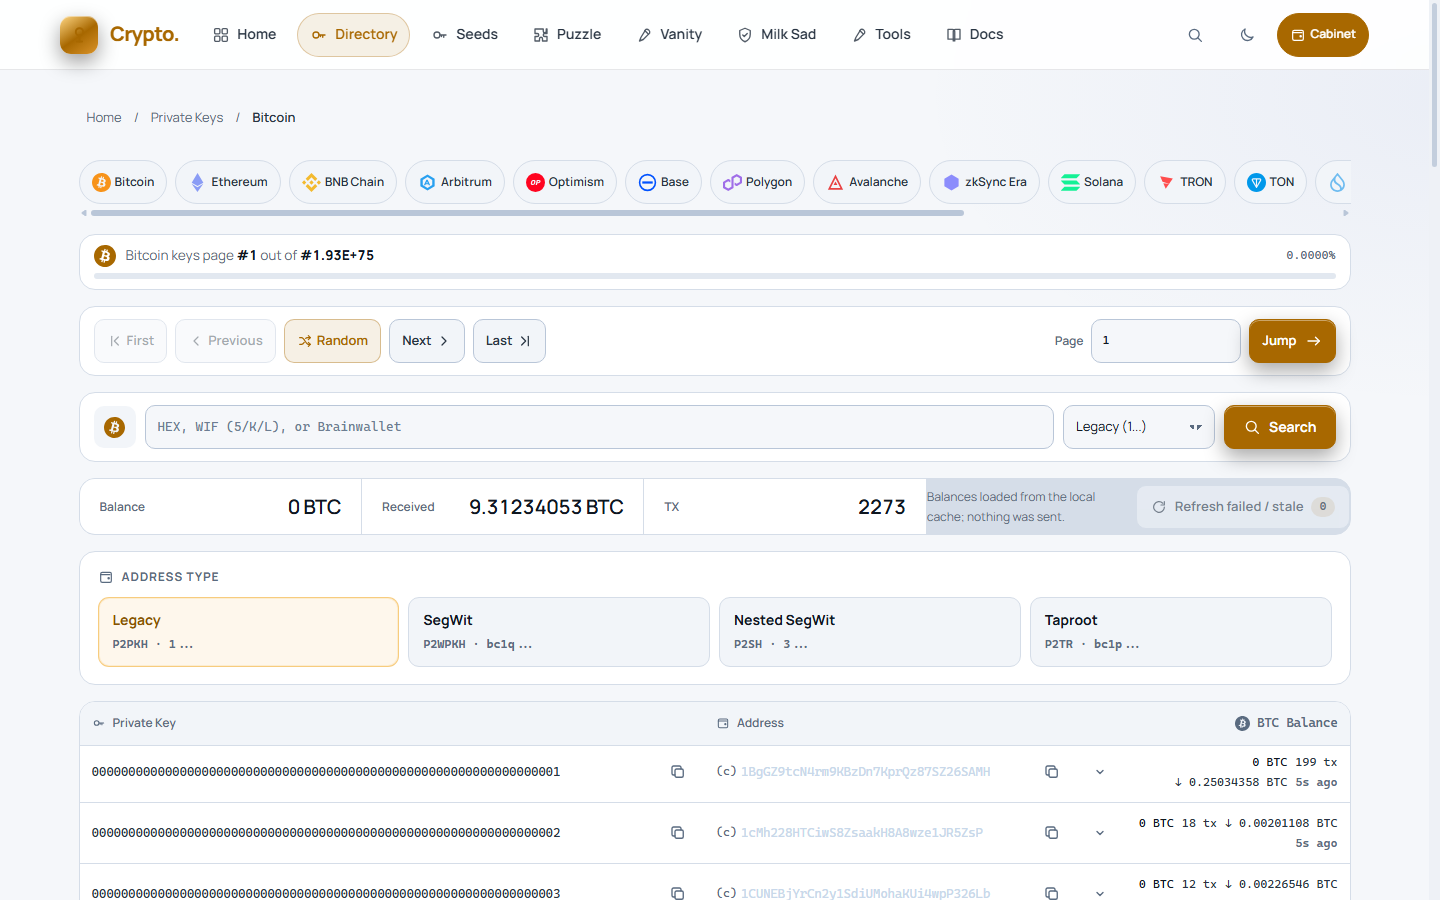 Crypto.
Home
Directory
Seeds
Puzzle
Vanity
Milk Sad
Tools
Docs
Cabinet
Home / Private Keys / Bitcoin
Bitcoin
Ethereum
BNB Chain
Arbitrum
Optimism
Base
Polygon
Avalanche
zkSync Era
Solana
TRON
TON
Bitcoin keys page #1 out of #1.93E+75
0.0000%
First
Previous
Random
Next
Last
Page
1
Jump
HEX, WIF (5/K/L), or Brainwallet
Legacy (1...)
Search
Balance
0 BTC
Received
9.31234053 BTC
TX
2273
Balances loaded from the local
cache; nothing was sent.
Refresh failed / stale 0
ADDRESS TYPE
Legacy
P2PKH · 1...
SegWit
P2WPKH · bc1q...
Nested SegWit
P2SH · 3...
Taproot
P2TR · bc1p...
Private Key
Address
BTC Balance
0000000000000000000000000000000000000000000000000000000000000001
(c) 1BgGZ9tcN4rm9KBzDn7KprQz87SZ26SAMH
0 BTC 199 tx
↓ 0.25034358 BTC 5s ago
0000000000000000000000000000000000000000000000000000000000000002
(c) 1cMh228HTCiwS8ZsaakH8A8wze1JR5ZsP
0 BTC 18 tx ↓ 0.00201108 BTC
5s ago
0000000000000000000000000000000000000000000000000000000000000003
(c) 1CUNEBjYrCn2y1SdiUMohaKUi4wpP326Lb
0 BTC 12 tx ↓ 0.00226546 BTC